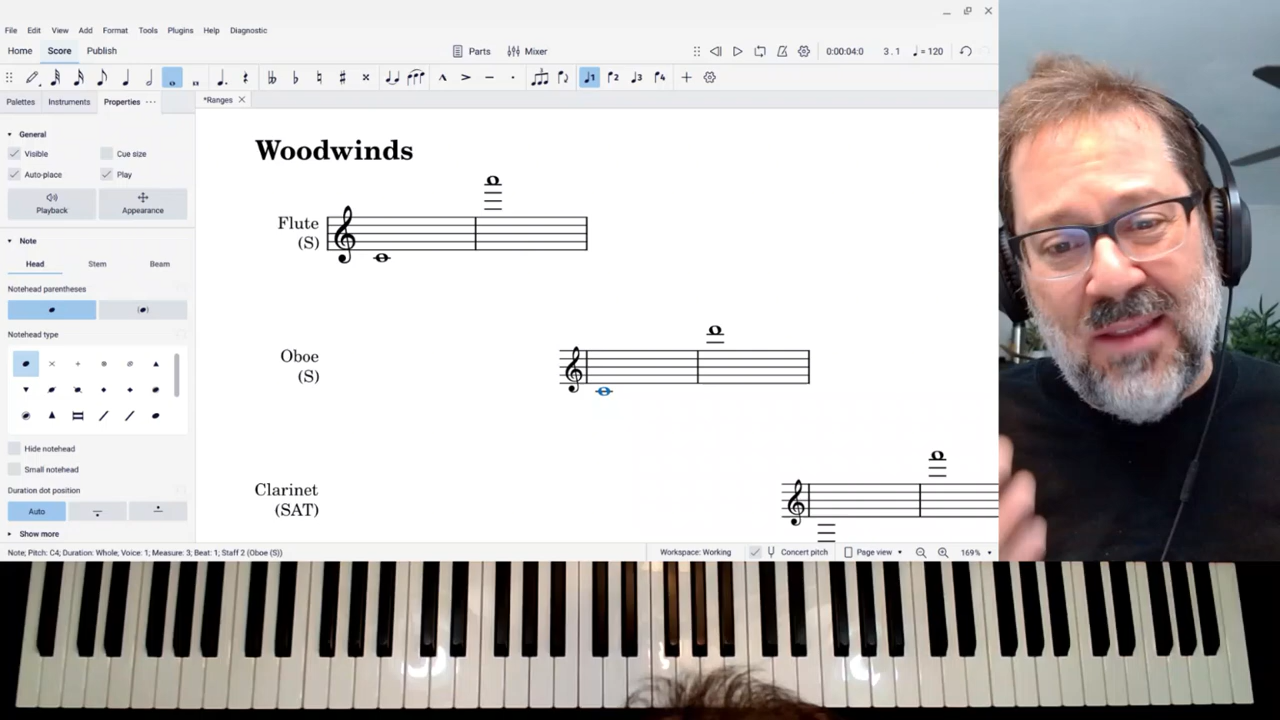 File Edit View Add Format Tools Plugins Help Diagnostic
Home Score Publish Parts Mixer 0:00:04:0 3 . 1 = 120
1 2 3 4
Palettes Instruments Properties *Ranges
General
Visible Cue size
Auto-place Play
Playback Appearance
Note
Head Stem Beam
Notehead parentheses
Notehead type
Hide notehead
Small notehead
Duration dot position
Auto
Show more
Woodwinds
Flute
(S)
Oboe
(S)
Clarinet
(SAT)
Note; Pitch: C4; Duration: Whole; Voice: 1; Measure: 3; Beat: 1; Staff 2 (Oboe (S)) Workspace: Working Concert pitch Page view 169%